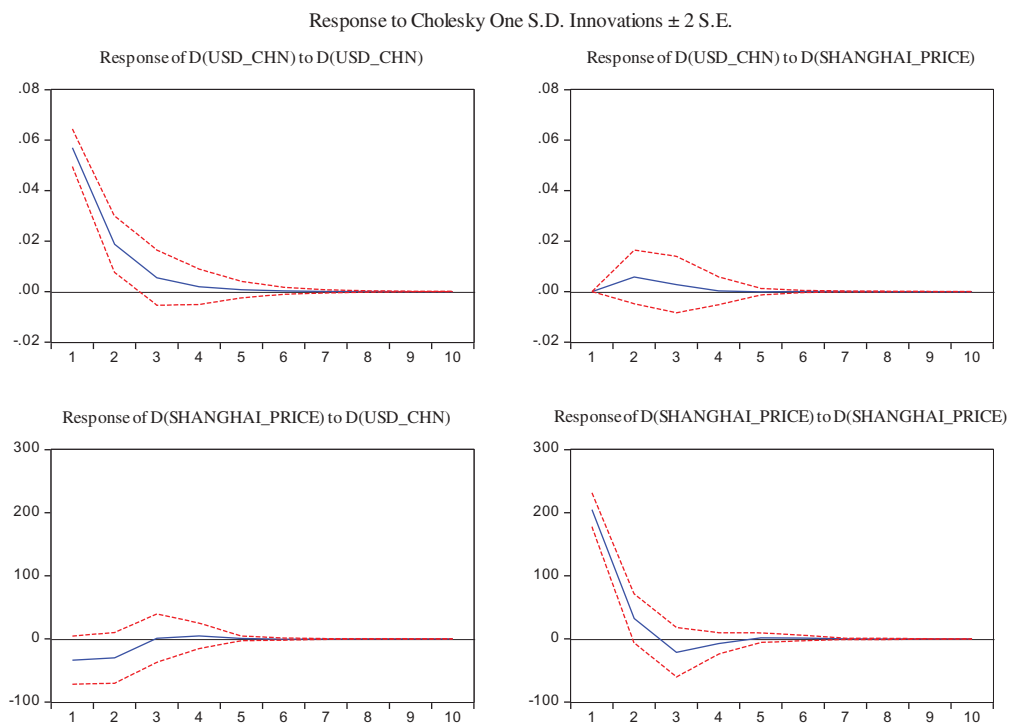 Response to Cholesky One S.D. Innovations ± 2 S.E.
Response of D(USD_CHN) to D(USD_CHN)
.08
.06
.04
.02
.00
-.02
1 2 3 4 5 6 7 8 9 10
Response of D(USD_CHN) to D(SHANGHAI_PRICE)
.08
.06
.04
.02
.00
-.02
1 2 3 4 5 6 7 8 9 10
Response of D(SHANGHAI_PRICE) to D(USD_CHN)
300
200
100
0
-100
1 2 3 4 5 6 7 8 9 10
Response of D(SHANGHAI_PRICE) to D(SHANGHAI_PRICE)
300
200
100
0
-100
1 2 3 4 5 6 7 8 9 10